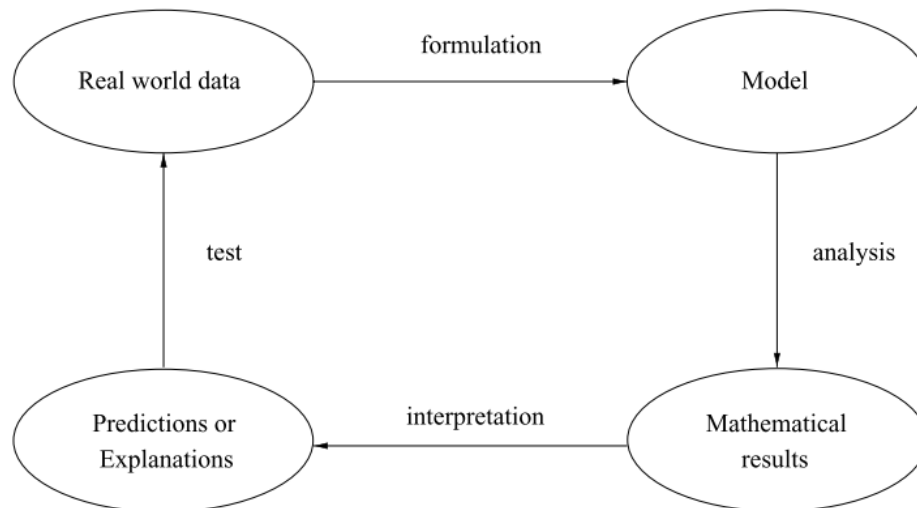 formulation
Real world data
Model
test
analysis
interpretation
Predictions or
Explanations
Mathematical
results